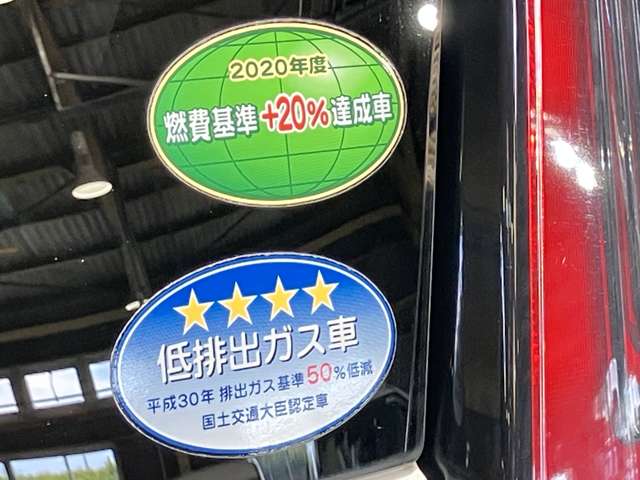 2020年度
燃費基準+20%達成車
低排出ガス車
平成30年 排出ガス基準50%低減
国土交通大臣認定車